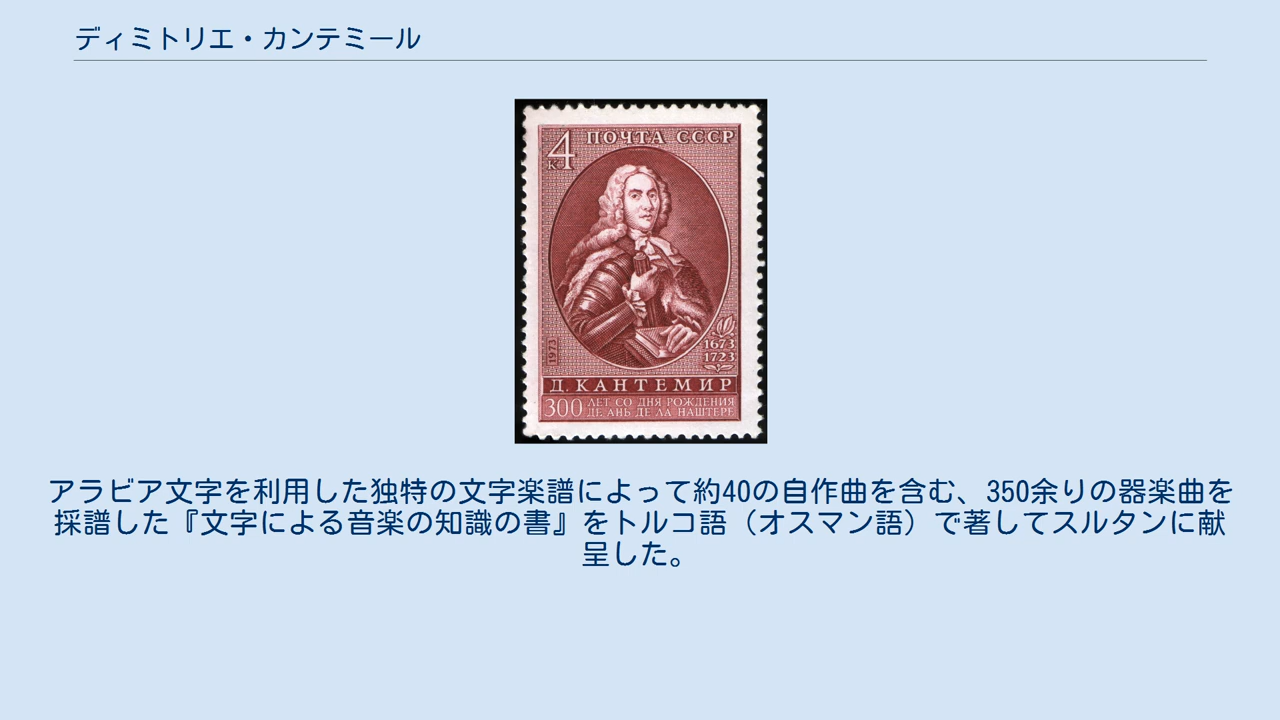 ディミトリエ・カンテミール
4
к
ПОЧТА СССР
1973
1673
1723
Д. КАНТЕМИР
300 ЛЕТ СО ДНЯ РОЖДЕНИЯ
ДЕ АНЬ ДЕ ЛА НАШТЕРЕ
アラビア文字を利用した独特の文字楽譜によって約40の自作曲を含む、350余りの器楽曲を
採譜した『文字による音楽の知識の書』をトルコ語（オスマン語）で著してスルタンに献
呈した。